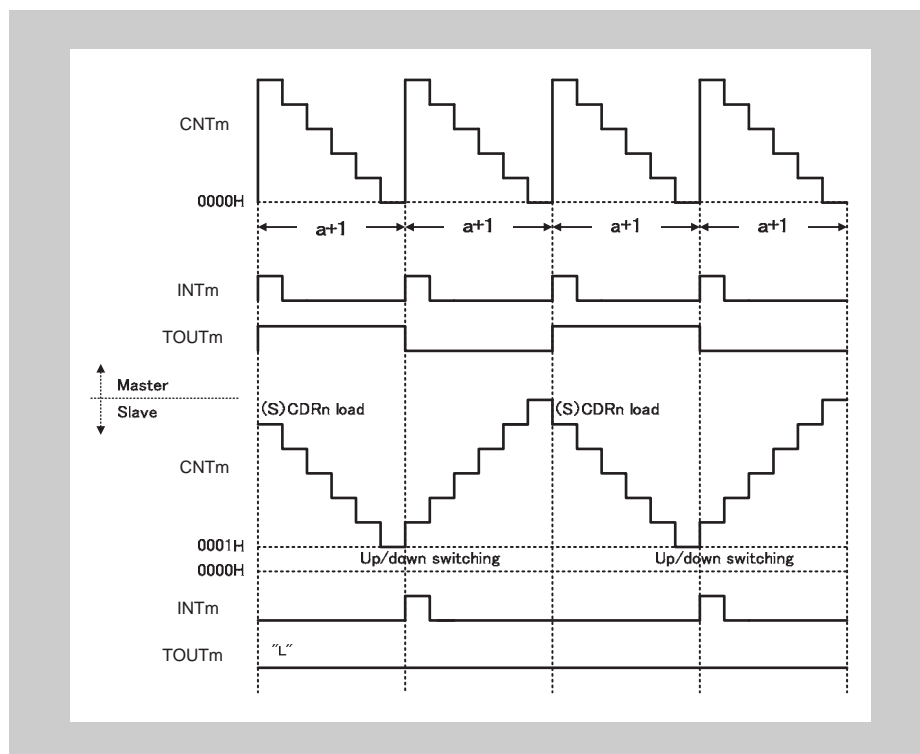 CNTm
0000H
a+1 a+1 a+1 a+1
INTm
TOUTm
Master
Slave
(S)CDRn load (S)CDRn load
CNTm
0001H
Up/down switching Up/down switching
0000H
INTm
TOUTm
"L"